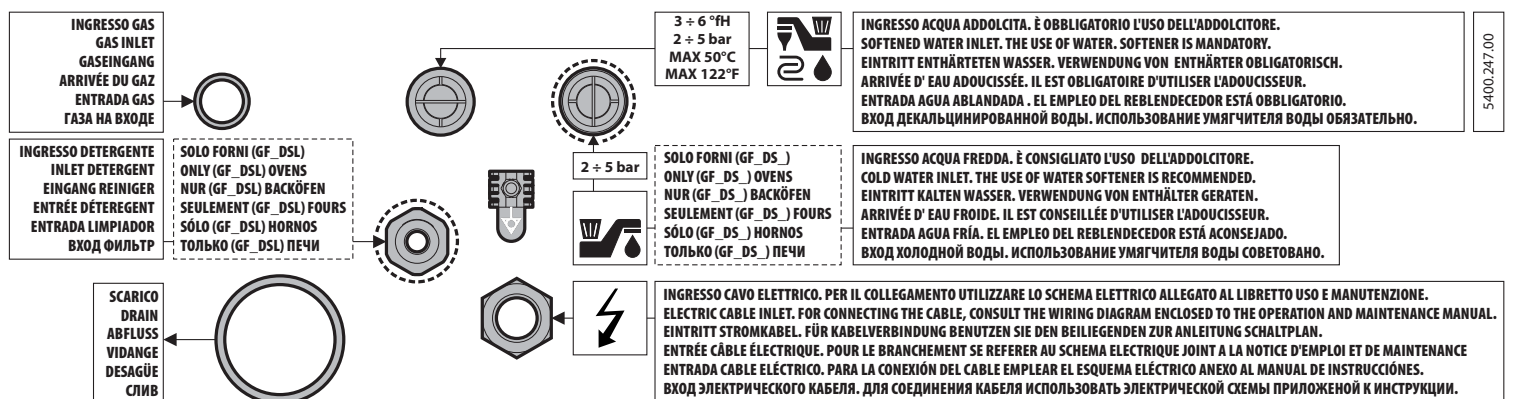 INGRESSO GAS
GAS INLET
GASEINGANG
ARRIVÉE DU GAZ
ENTRADA GAS
ГАЗА НА ВХОДЕ
3 ÷ 6 °fH
2 ÷ 5 bar
MAX 50°C
MAX 122°F
INGRESSO ACQUA ADDOLCITA. È OBBLIGATORIO L'USO DELL'ADDOLCITORE.
SOFTENED WATER INLET. THE USE OF WATER. SOFTENER IS MANDATORY.
EINTRITT ENTHÄRTETEN WASSER. VERWENDUNG VON ENTHÄRTER OBLIGATORISCH.
ARRIVÉE D' EAU ADOUCISSÉE. IL EST OBLIGATOIRE D'UTILISER L'ADOUCISSEUR.
ENTRADA AGUA ABLANDADA . EL EMPLEO DEL REBLENDECEDOR ESTÁ OBBLIGATORIO.
ВХОД ДЕКАЛЬЦИНИРОВАННОЙ ВОДЫ. ИСПОЛЬЗОВАНИЕ УМЯГЧИТЕЛЯ ВОДЫ ОБЯЗАТЕЛЬНО.
5400.247.00
INGRESSO DETERGENTE
INLET DETERGENT
EINGANG REINIGER
ENTRÉE DÉTEREGENT
ENTRADA LIMPIADOR
ВХОД ФИЛЬТР
SOLO FORNI (GF_DSL)
ONLY (GF_DSL) OVENS
NUR (GF_DSL) BACKÖFEN
SEULEMENT (GF_DSL) FOURS
SÓLO (GF_DSL) HORNOS
ТОЛЬКО (GF_DSL) ПЕЧИ
2 ÷ 5 bar
SOLO FORNI (GF_DS_)
ONLY (GF_DS_) OVENS
NUR (GF_DS_) BACKÖFEN
SEULEMENT (GF_DS_) FOURS
SÓLO (GF_DS_) HORNOS
ТОЛЬКО (GF_DS_) ПЕЧИ
INGRESSO ACQUA FREDDA. È CONSIGLIATO L'USO DELL'ADDOLCITORE.
COLD WATER INLET. THE USE OF WATER SOFTENER IS RECOMMENDED.
EINTRITT KALTEN WASSER. VERWENDUNG VON ENTHÄLTER GERATEN.
ARRIVÉE D' EAU FROIDE. IL EST CONSEILLÉE D'UTILISER L'ADOUCISSEUR.
ENTRADA AGUA FRÍA. EL EMPLEO DEL REBLENDECEDOR ESTÁ ACONSEJADO.
ВХОД ХОЛОДНОЙ ВОДЫ. ИСПОЛЬЗОВАНИЕ УМЯГЧИТЕЛЯ ВОДЫ СОВЕТОВАНО.
SCARICO
DRAIN
ABFLUSS
VIDANGE
DESAGÜE
СЛИВ
INGRESSO CAVO ELETTRICO. PER IL COLLEGAMENTO UTILIZZARE LO SCHEMA ELETTRICO ALLEGATO AL LIBRETTO USO E MANUTENZIONE.
ELECTRIC CABLE INLET. FOR CONNECTING THE CABLE, CONSULT THE WIRING DIAGRAM ENCLOSED TO THE OPERATION AND MAINTENANCE MANUAL.
EINTRITT STROMKABEL. FÜR KABELVERBINDUNG BENUTZEN SIE DEN BEILIEGENDEN ZUR ANLEITUNG SCHALTPLAN.
ENTRÉE CÂBLE ÉLECTRIQUE. POUR LE BRANCHEMENT SE REFERER AU SCHEMA ELECTRIQUE JOINT A LA NOTICE D'EMPLOI ET DE MAINTENANCE
ENTRADA CABLE ELÉCTRICO. PARA LA CONEXIÓN DEL CABLE EMPLEAR EL ESQUEMA ELÉCTRICO ANEXO AL MANUAL DE INSTRUCCIÓNES.
ВХОД ЭЛЕКТРИЧЕСКОГО КАБЕЛЯ. ДЛЯ СОЕДИНЕНИЯ КАБЕЛЯ ИСПОЛЬЗОВАТЬ ЭЛЕКТРИЧЕСКОЙ СХЕМЫ ПРИЛОЖЕНОЙ К ИНСТРУКЦИИ.